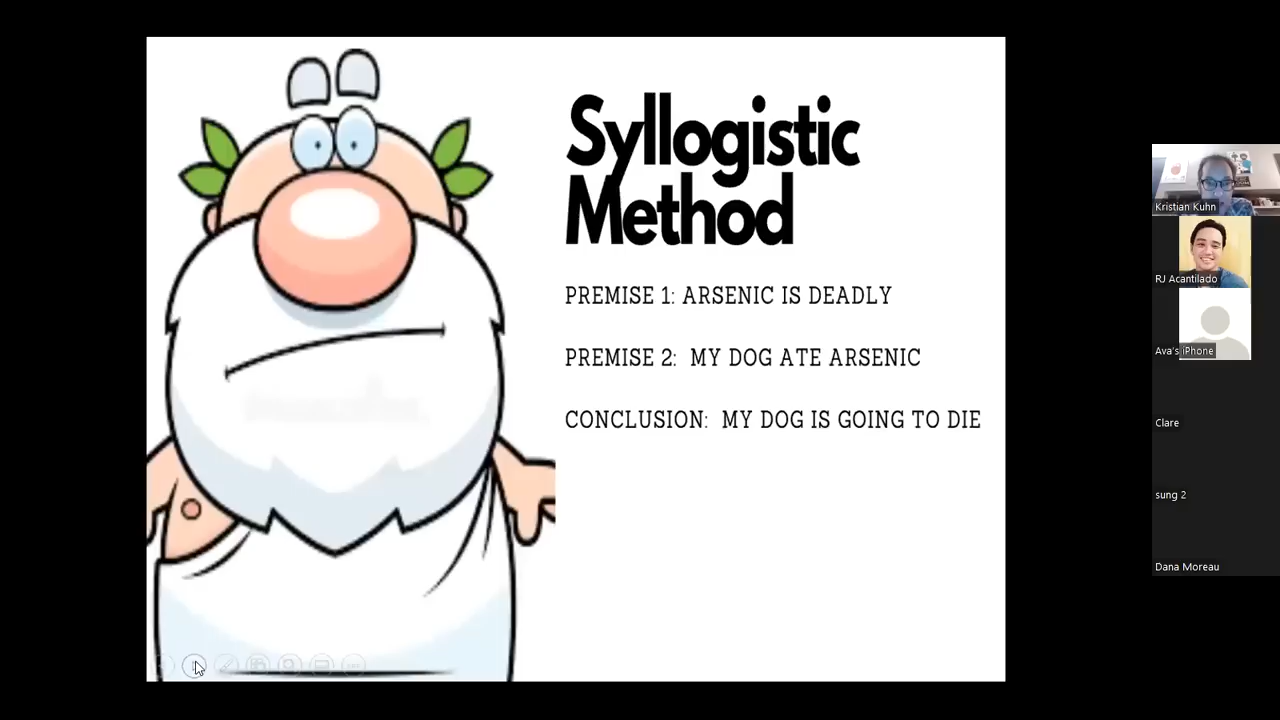 Syllogistic
Method
PREMISE 1: ARSENIC IS DEADLY
PREMISE 2:  MY DOG ATE ARSENIC
CONCLUSION:  MY DOG IS GOING TO DIE
Kristian Kuhn
RJ Acantilado
Ava's iPhone
Clare
sung 2
Dana Moreau